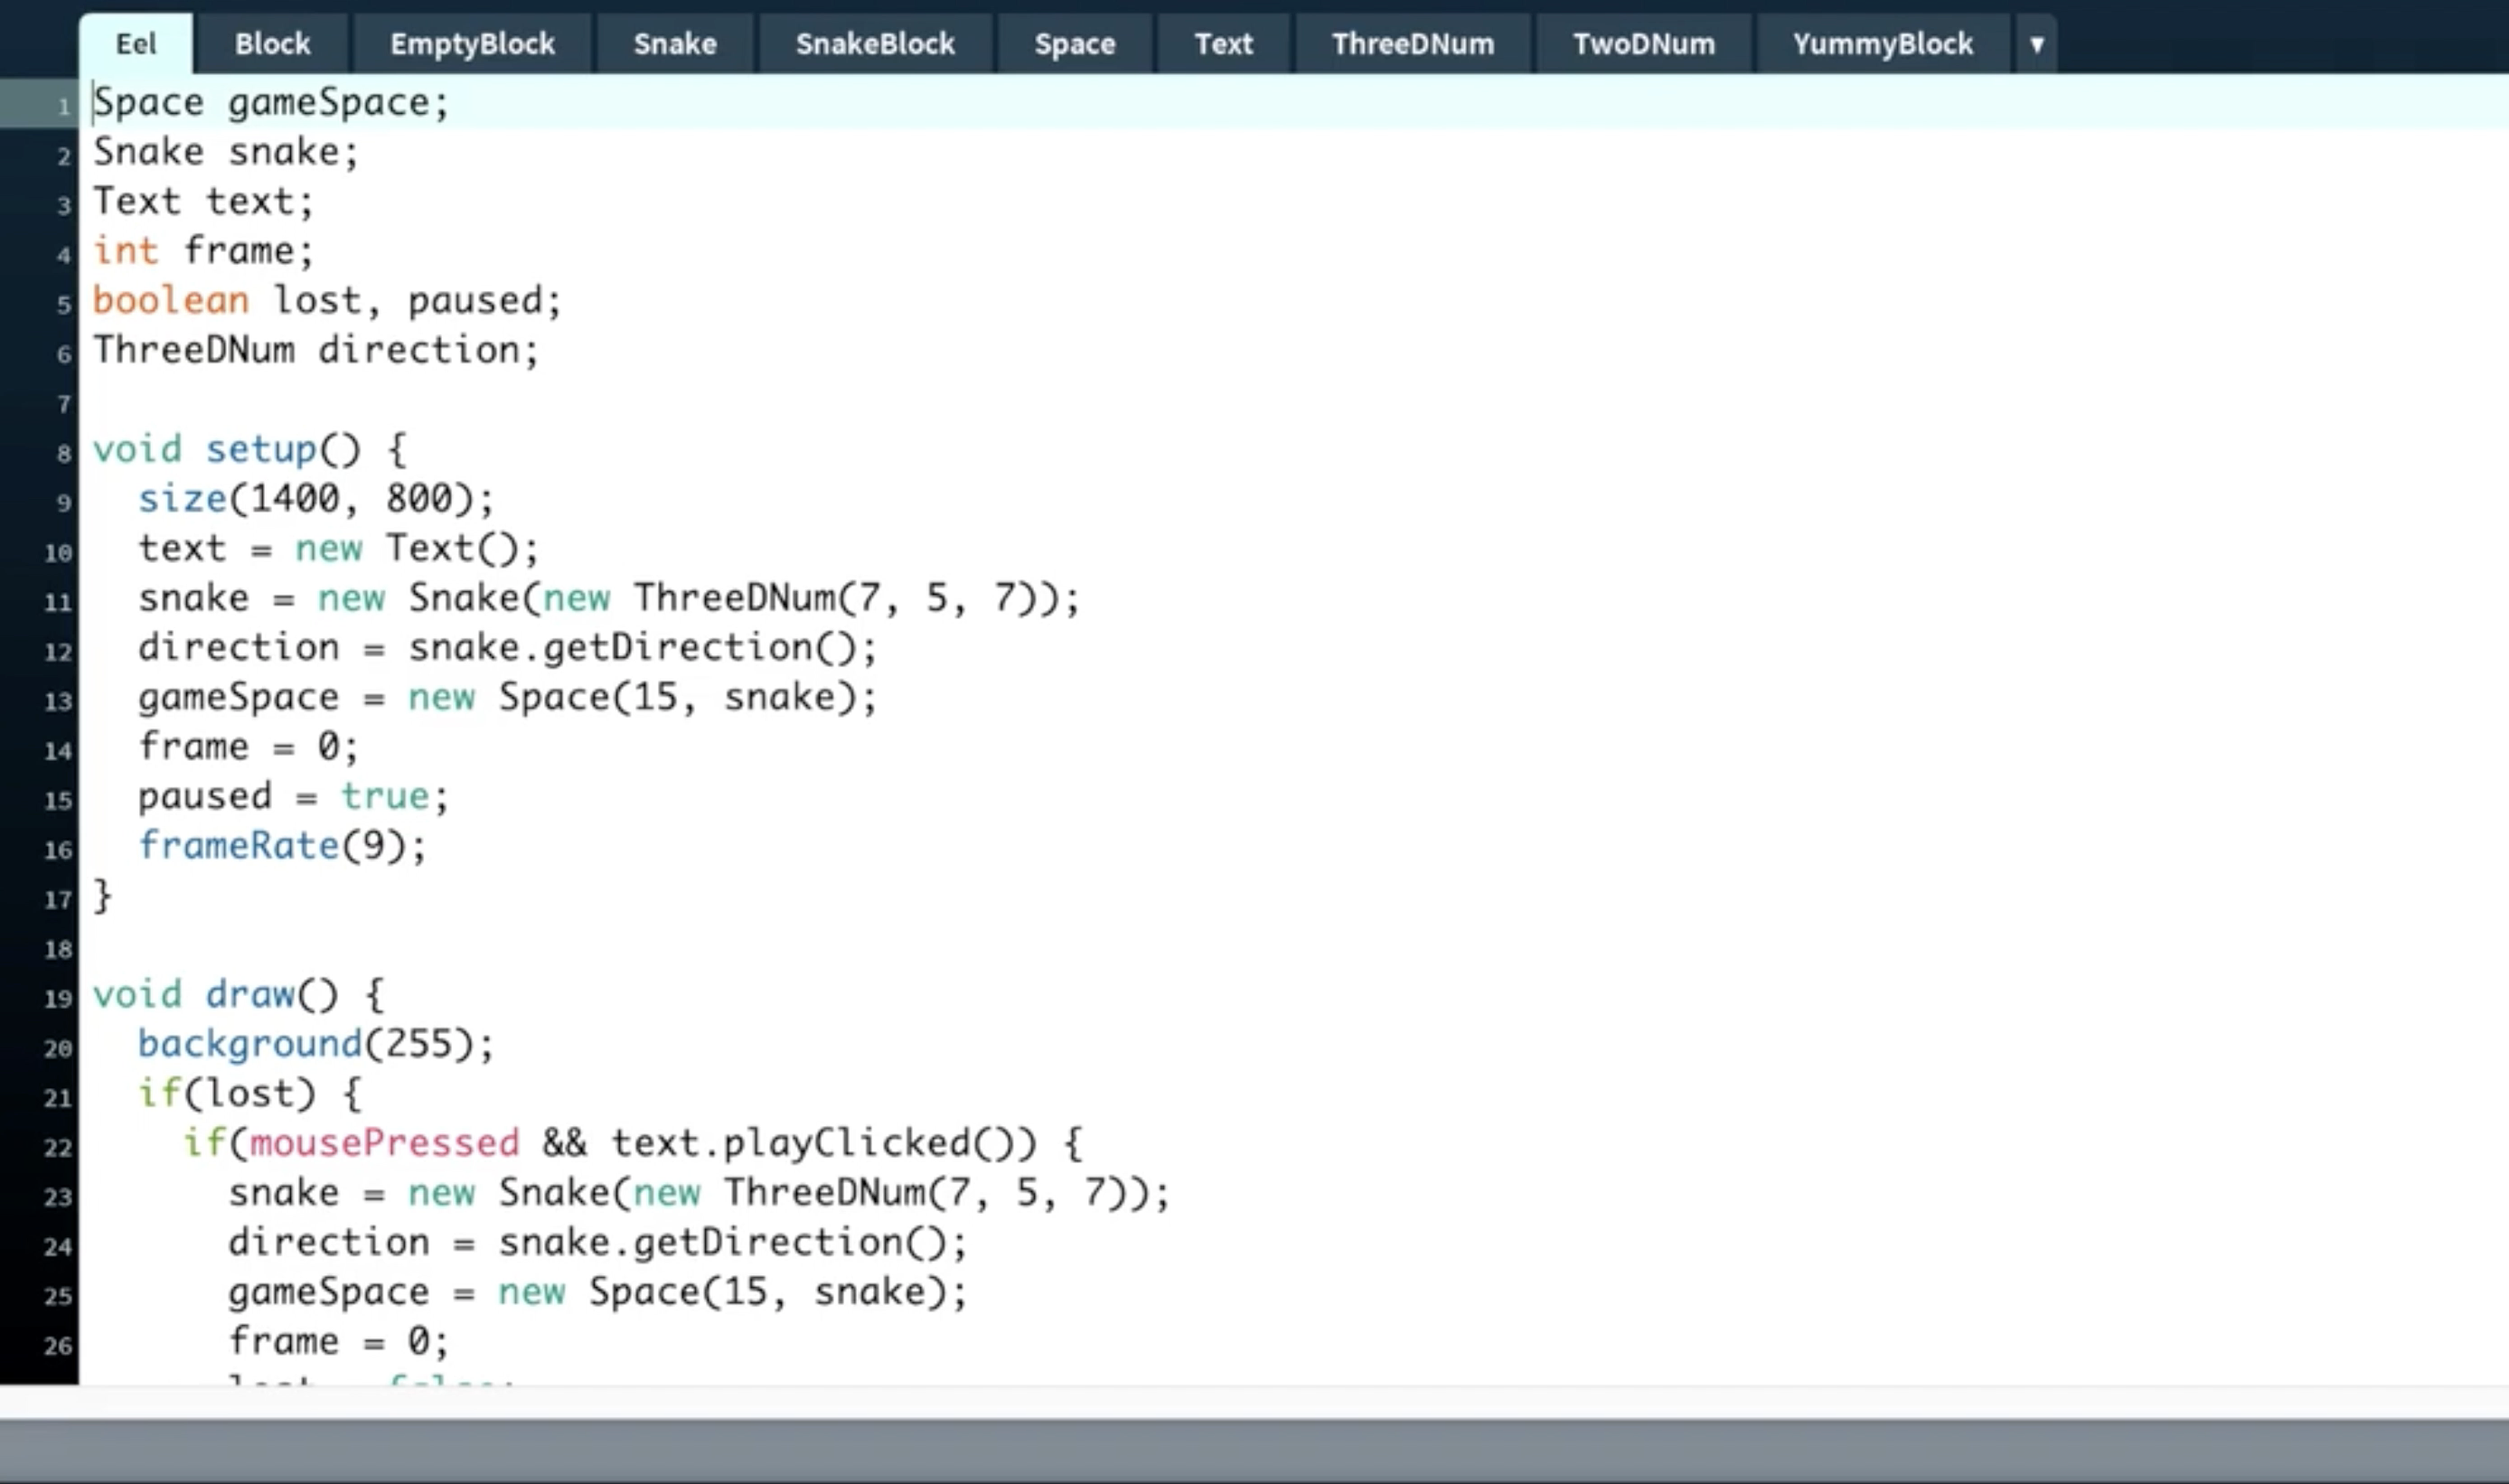 Eel Block EmptyBlock Snake SnakeBlock Space Text ThreeDNum TwoDNum YummyBlock ▼
1 Space gameSpace;
2 Snake snake;
3 Text text;
4 int frame;
5 boolean lost, paused;
6 ThreeDNum direction;
7
8 void setup() {
9   size(1400, 800);
10   text = new Text();
11   snake = new Snake(new ThreeDNum(7, 5, 7));
12   direction = snake.getDirection();
13   gameSpace = new Space(15, snake);
14   frame = 0;
15   paused = true;
16   frameRate(9);
17 }
18
19 void draw() {
20   background(255);
21   if(lost) {
22     if(mousePressed && text.playClicked()) {
23       snake = new Snake(new ThreeDNum(7, 5, 7));
24       direction = snake.getDirection();
25       gameSpace = new Space(15, snake);
26       frame = 0;